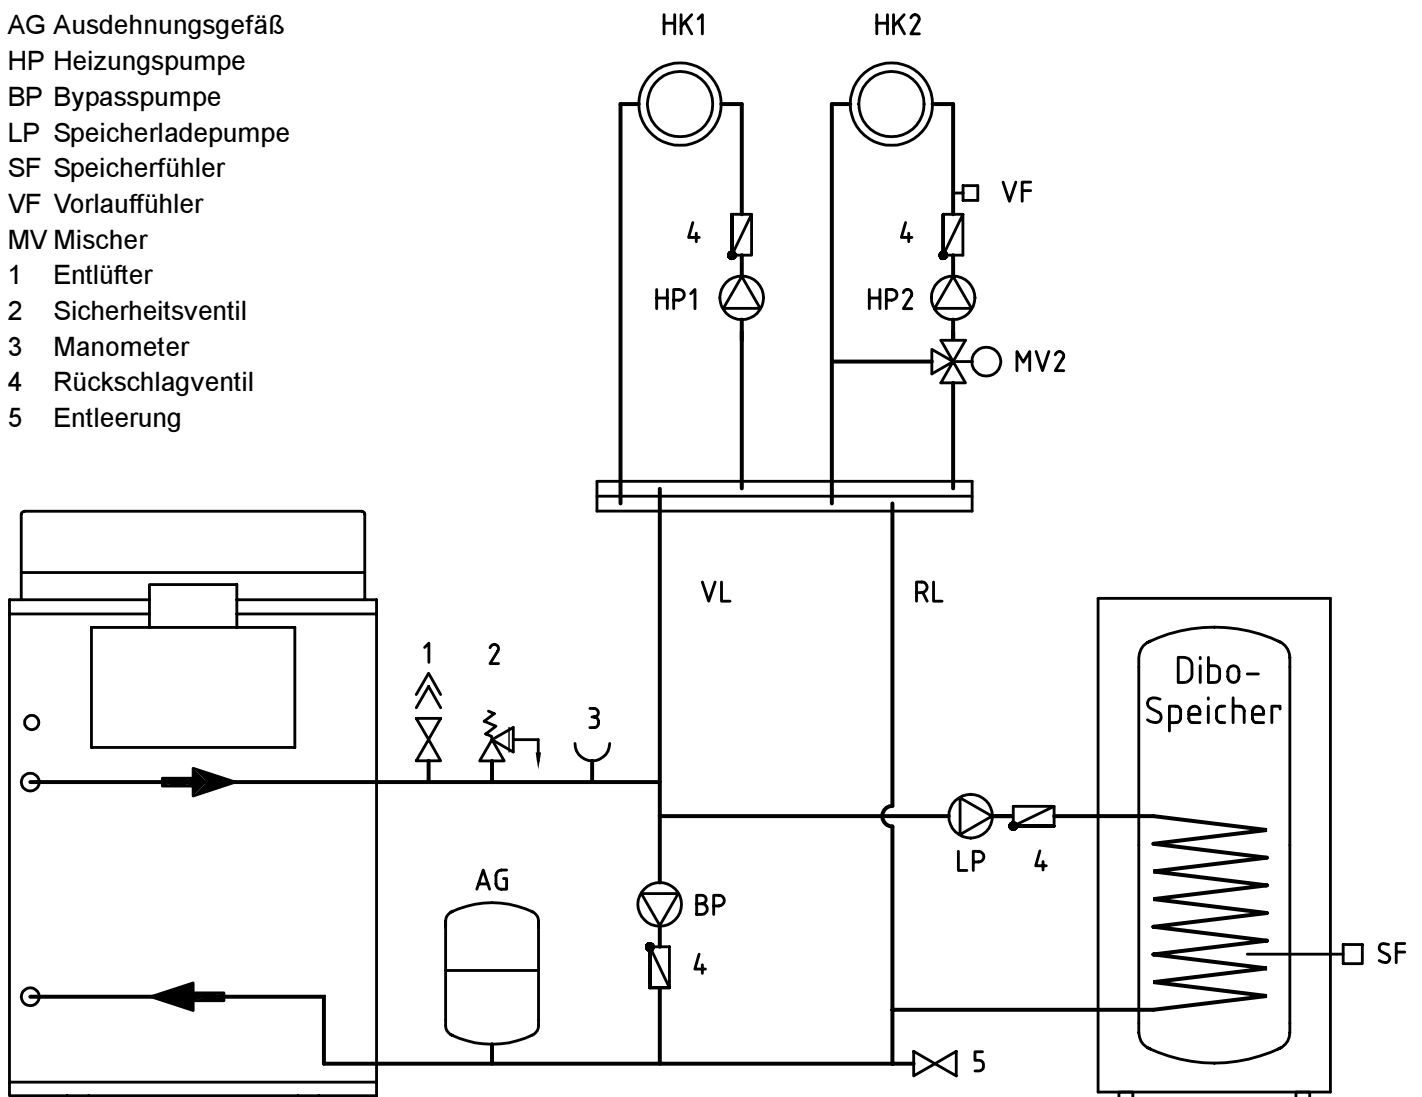 AG Ausdehnungsgefäß
HP Heizungspumpe
BP Bypasspumpe
LP Speicherladepumpe
SF Speicherfühler
VF Vorlauffühler
MV Mischer
1 Entlüfter
2 Sicherheitsventil
3 Manometer
4 Rückschlagventil
5 Entleerung
HK1 HK2
VF
4 4
HP1 HP2
MV2
VL RL
1 2
3
Dibo-
Speicher
LP 4
AG
BP
4
SF
5